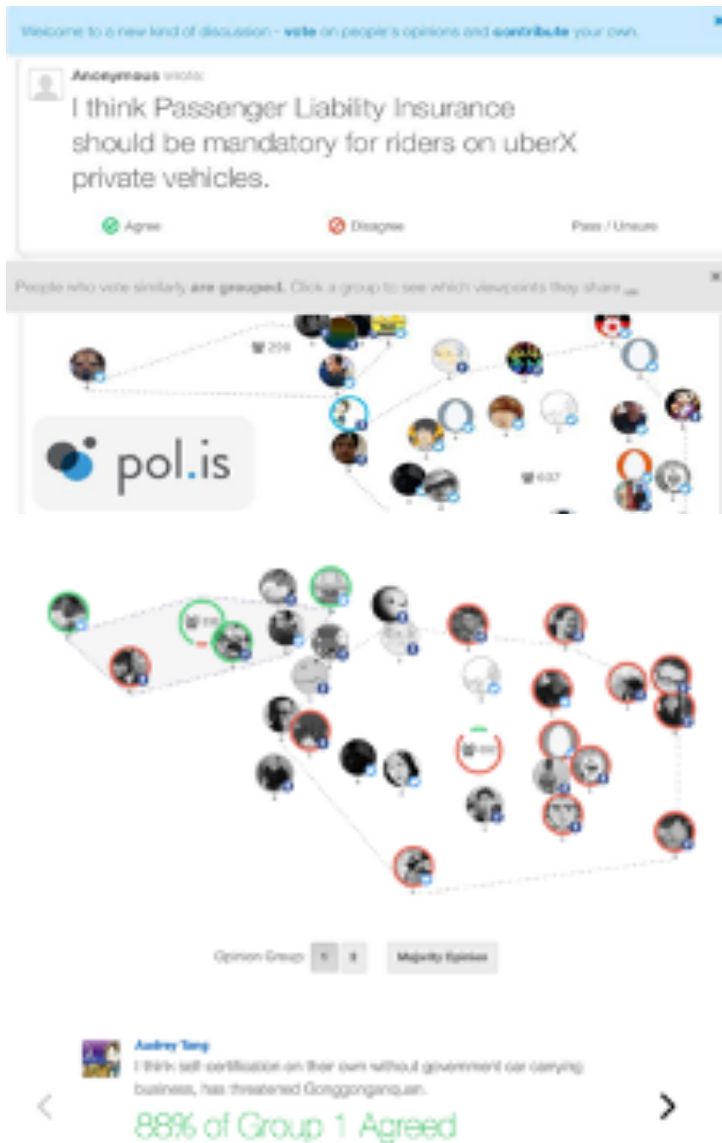 Welcome to a new kind of discussion - vote on people's opinions and contribute your own.
Anonymous wrote:
I think Passenger Liability Insurance
should be mandatory for riders on uberX
private vehicles.
Agree Disagree Pass / Unsure
People who vote similarly are grouped. Click a group to see which viewpoints they share
pol.is
Opinion Group: 1 2 Majority Opinion
Audrey Tang
I think self-certification on their own without government car carrying
business, has threatened
88% of Group 1 Agreed